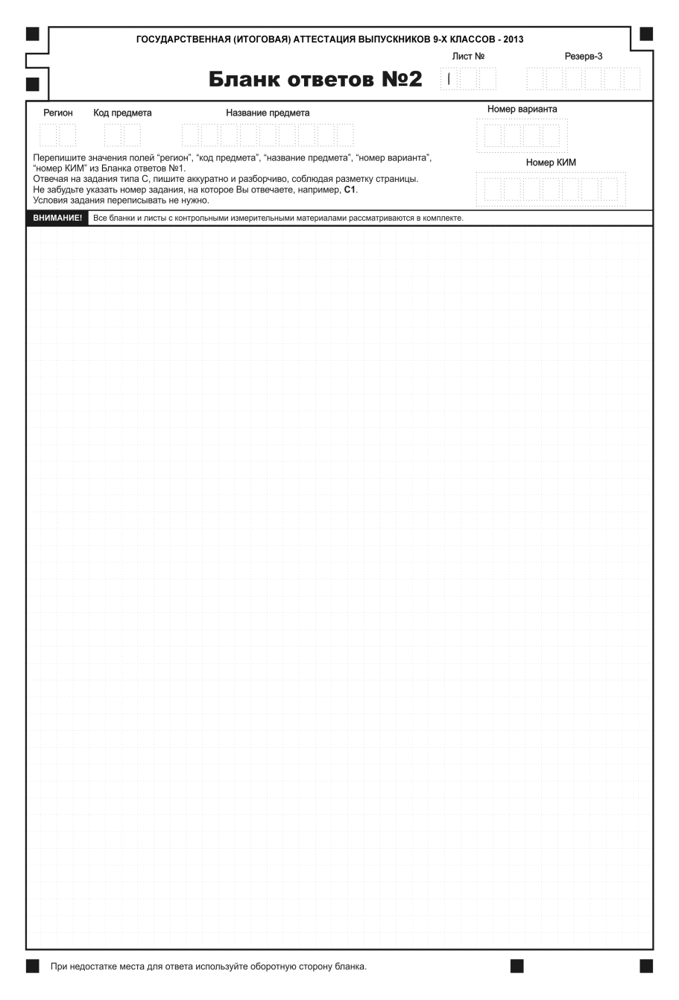 ГОСУДАРСТВЕННАЯ (ИТОГОВАЯ) АТТЕСТАЦИЯ ВЫПУСКНИКОВ 9-Х КЛАССОВ - 2013
Лист № Резерв-3
Бланк ответов №2 1
Регион Код предмета Название предмета Номер варианта
Перепишите значения полей “регион”, “код предмета”, “название предмета”, “номер варианта”,
“номер КИМ” из Бланка ответов №1.
Отвечая на задания типа С, пишите аккуратно и разборчиво, соблюдая разметку страницы.
Не забудьте указать номер задания, на которое Вы отвечаете, например, С1.
Условия задания переписывать не нужно.
Номер КИМ
ВНИМАНИЕ! Все бланки и листы с контрольными измерительными материалами рассматриваются в комплекте.
При недостатке места для ответа используйте оборотную сторону бланка.